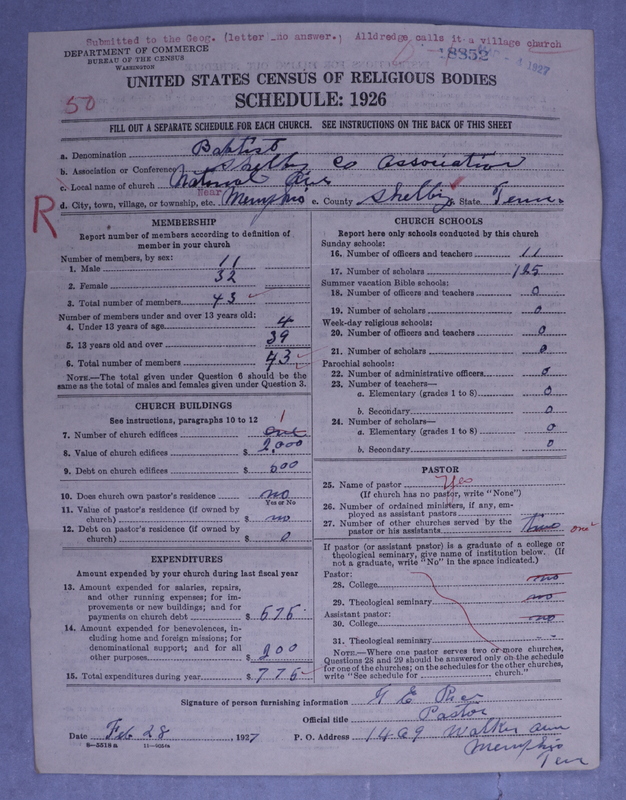 Submitted to the Geog. (letter no answer.) Alldredge calls it a village church
DEPARTMENT OF COMMERCE
BUREAU OF THE CENSUS
WASHINGTON
18352
1927
UNITED STATES CENSUS OF RELIGIOUS BODIES
SCHEDULE: 1926
50
FILL OUT A SEPARATE SCHEDULE FOR EACH CHURCH. SEE INSTRUCTIONS ON THE BACK OF THIS SHEET
a. Denomination Baptist
b. Association or Conference Shelby Co Association
c. Local name of church National
d. City, town, village, or township, etc. Near Memphis e. County Shelby State Tenn.
R
MEMBERSHIP
Report number of members according to definition of
member in your church
Number of members, by sex:
1. Male 11
2. Female 32
3. Total number of members 43
Number of members under and over 13 years old:
4. Under 13 years of age 4
5. 13 years old and over 39
6. Total number of members 43
NOTE.—The total given under Question 6 should be the
same as the total of males and females given under Question 3.
CHURCH BUILDINGS
See instructions, paragraphs 10 to 12
7. Number of church edifices one 1
8. Value of church edifices $ 2,000
9. Debt on church edifices $ 600
10. Does church own pastor's residence no
Yes or No
11. Value of pastor's residence (if owned by
church) $ no
12. Debt on pastor's residence (if owned by
church) $ 0
EXPENDITURES
Amount expended by your church during last fiscal year
13. Amount expended for salaries, repairs,
and other running expenses; for im-
provements or new buildings; and for
payments on church debt $ 676
14. Amount expended for benevolences, in-
cluding home and foreign missions; for
denominational support; and for all
other purposes $ 100
15. Total expenditures during year $ 776
CHURCH SCHOOLS
Report here only schools conducted by this church
Sunday schools:
16. Number of officers and teachers 11
17. Number of scholars 125
Summer vacation Bible schools:
18. Number of officers and teachers 0
19. Number of scholars 0
Week-day religious schools:
20. Number of officers and teachers 0
21. Number of scholars 0
Parochial schools:
22. Number of administrative officers 0
23. Number of teachers—
a. Elementary (grades 1 to 8) 0
b. Secondary 0
24. Number of scholars—
a. Elementary (grades 1 to 8) 0
b. Secondary 0
PASTOR
25. Name of pastor Yes
(If church has no pastor, write "None")
26. Number of ordained ministers, if any, em-
ployed as assistant pastors
27. Number of other churches served by the
pastor or his assistants one
If pastor (or assistant pastor) is a graduate of a college or
theological seminary, give name of institution below. (If
not a graduate, write "No" in the space indicated.)
Pastor:
28. College no
29. Theological seminary no
Assistant pastor:
30. College no
31. Theological seminary
NOTE.—Where one pastor serves two or more churches,
Questions 28 and 29 should be answered only on the schedule
for one of the churches; on the schedules for the other churches,
write "See schedule for church."
Signature of person furnishing information G E
Official title Pastor
Date Feb 28, 1927 P. O. Address 1469 Walker
Memphis
Tenn
8—5518 a